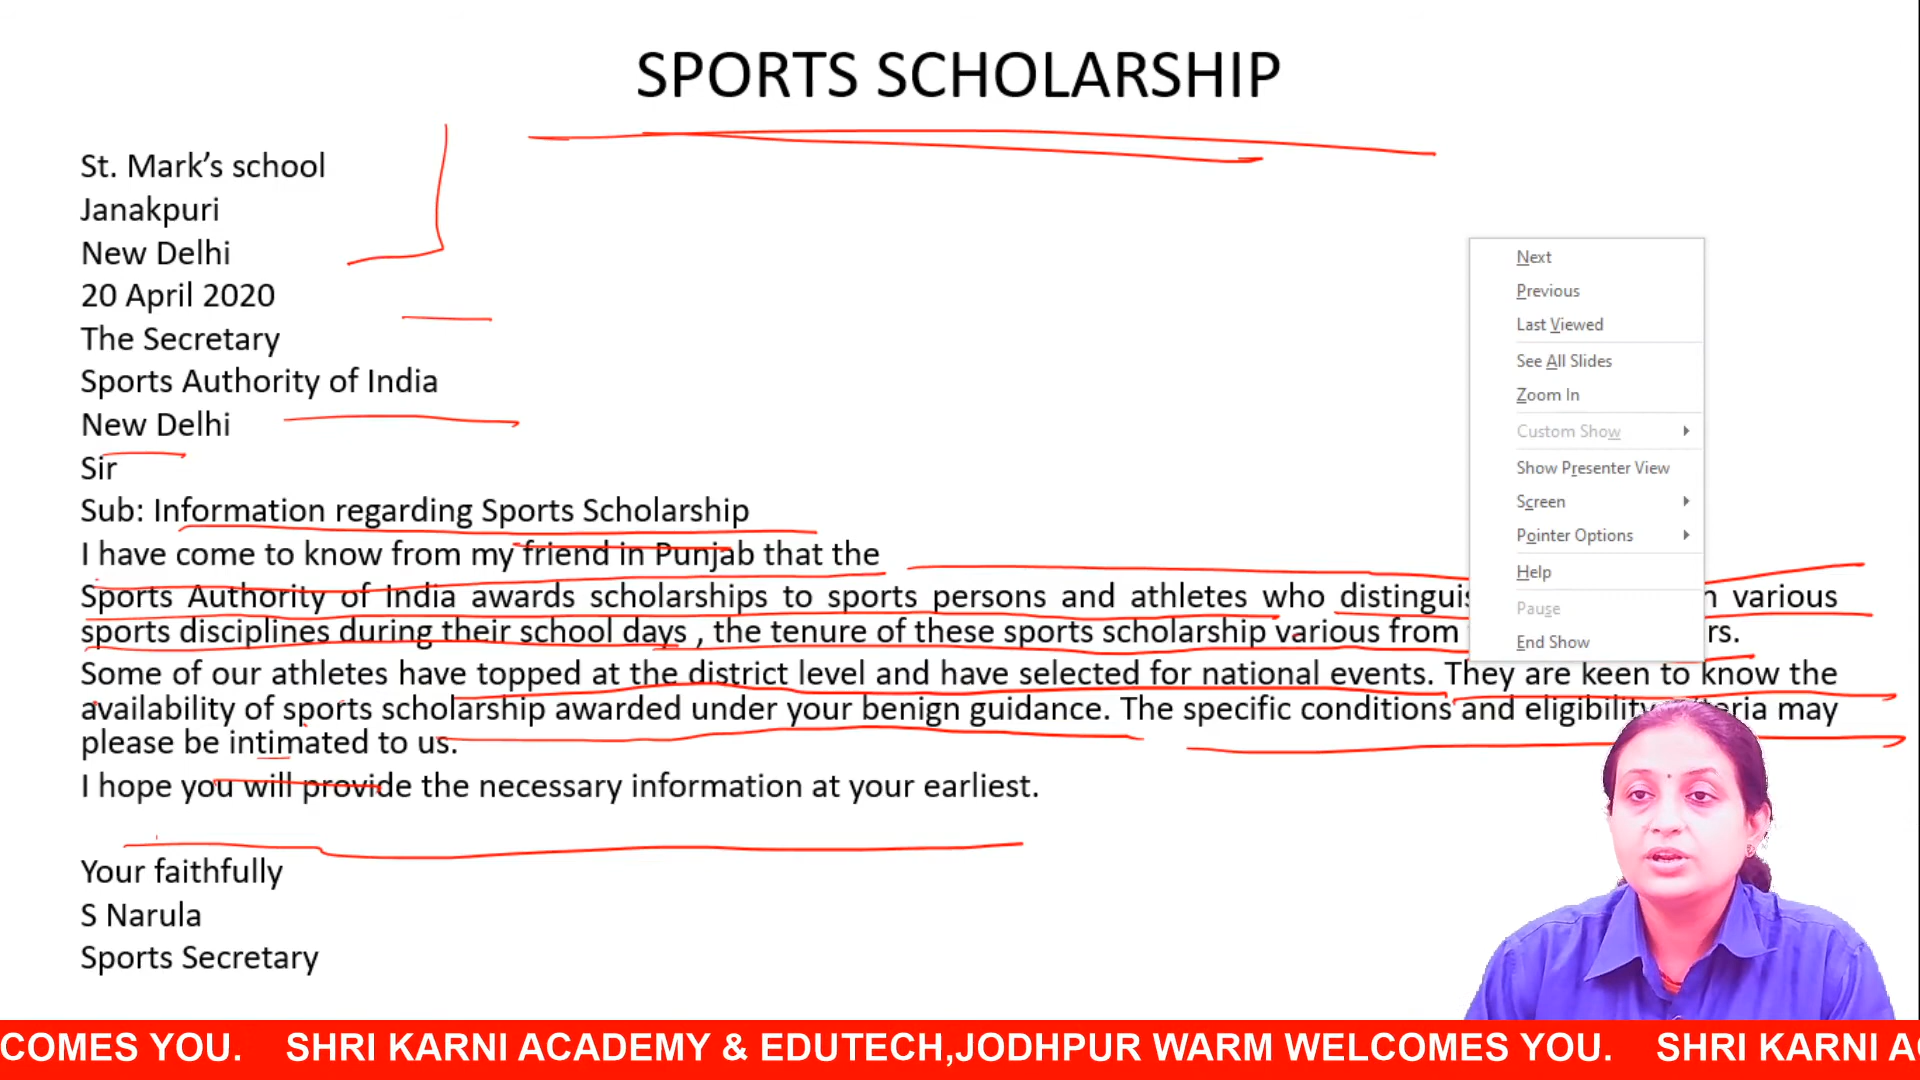 SPORTS SCHOLARSHIP
St. Mark’s school
Janakpuri
New Delhi
20 April 2020
The Secretary
Sports Authority of India
New Delhi
Sir
Sub: Information regarding Sports Scholarship
I have come to know from my friend in Punjab that the
Sports Authority of India awards scholarships to sports persons and athletes who various
sports disciplines during their school days , the tenure of these sports scholarship various from
Some of our athletes have topped at the district level and have selected for national events. They are keen to know the
availability of sports scholarship awarded under your benign guidance. The specific conditions and eligibility may
please be intimated to us.
I hope you will provide the necessary information at your earliest.
Your faithfully
S Narula
Sports Secretary
Next
Previous
Last Viewed
See All Slides
Zoom In
Custom Show
Show Presenter View
Screen
Pointer Options
Help
Pause
End Show
COMES YOU. SHRI KARNI ACADEMY & EDUTECH,JODHPUR WARM WELCOMES YOU. SHRI KARNI